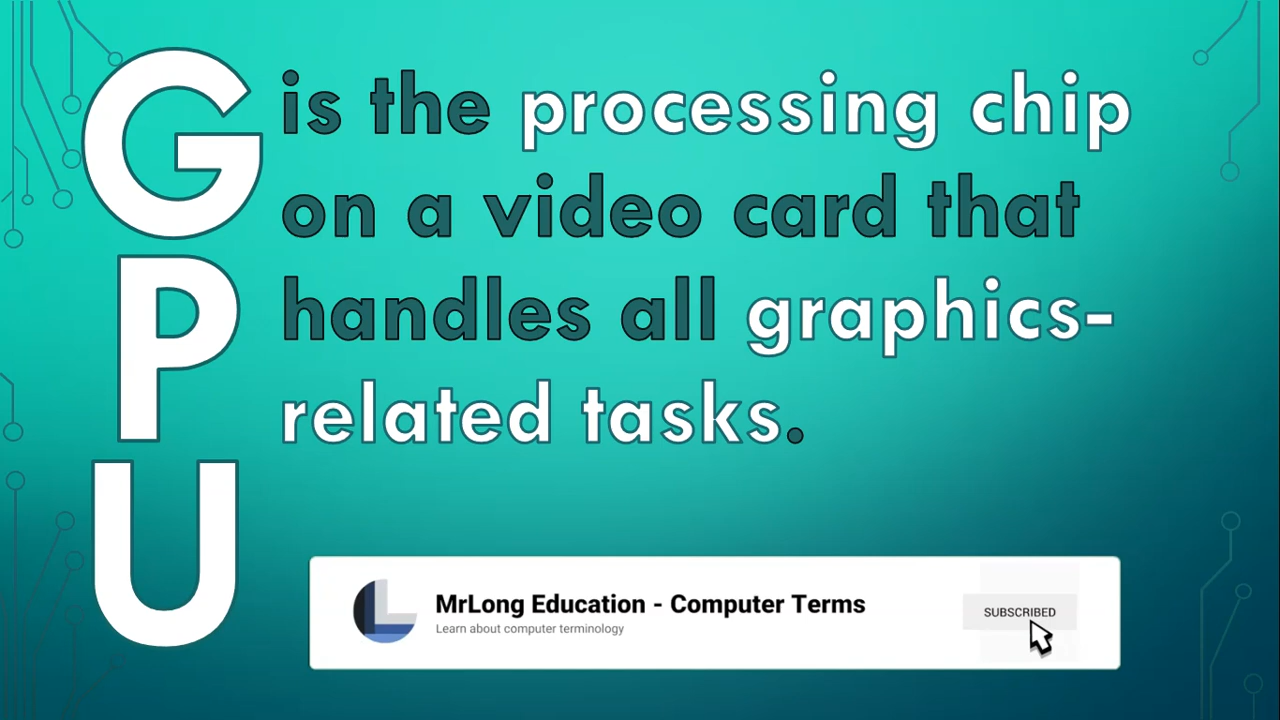 GPU
is the processing chip
on a video card that
handles all graphics-
related tasks.
MrLong Education - Computer Terms
Learn about computer terminology
SUBSCRIBED